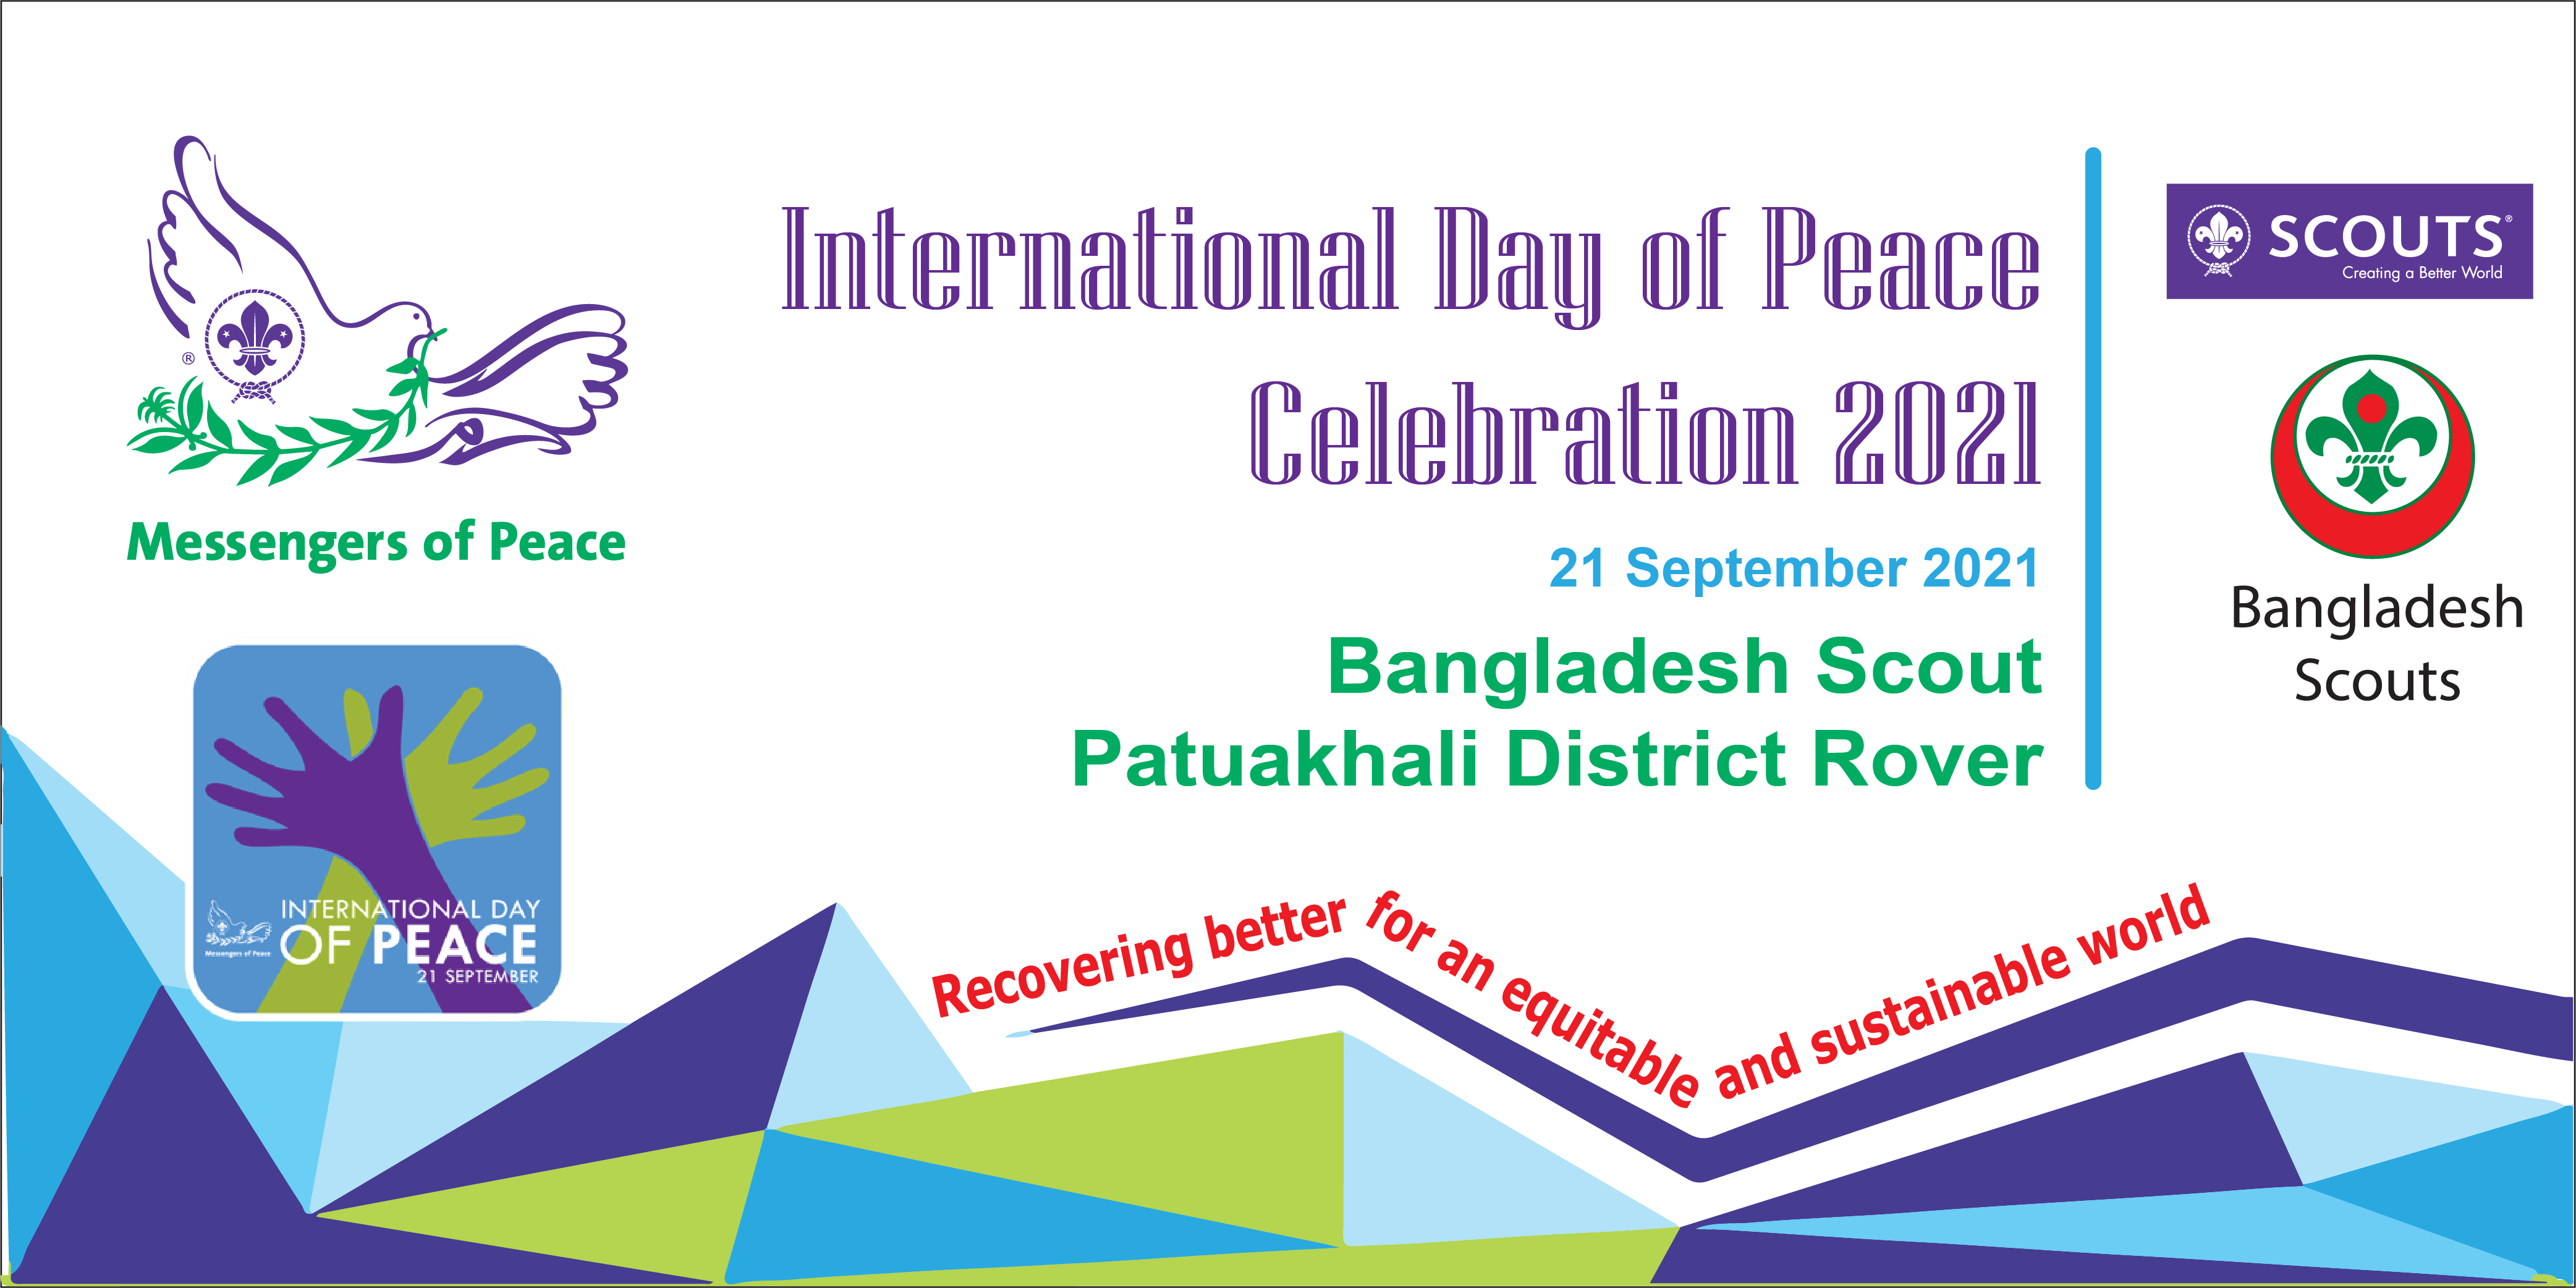 ®
Messengers of Peace
International Day of Peace
Celebration 2021
21 September 2021
Bangladesh Scout
Patuakhali District Rover
SCOUTS®
Creating a Better World
Bangladesh
Scouts
INTERNATIONAL DAY
OF PEACE
21 SEPTEMBER
Messengers of Peace
Recovering better for an equitable and sustainable world